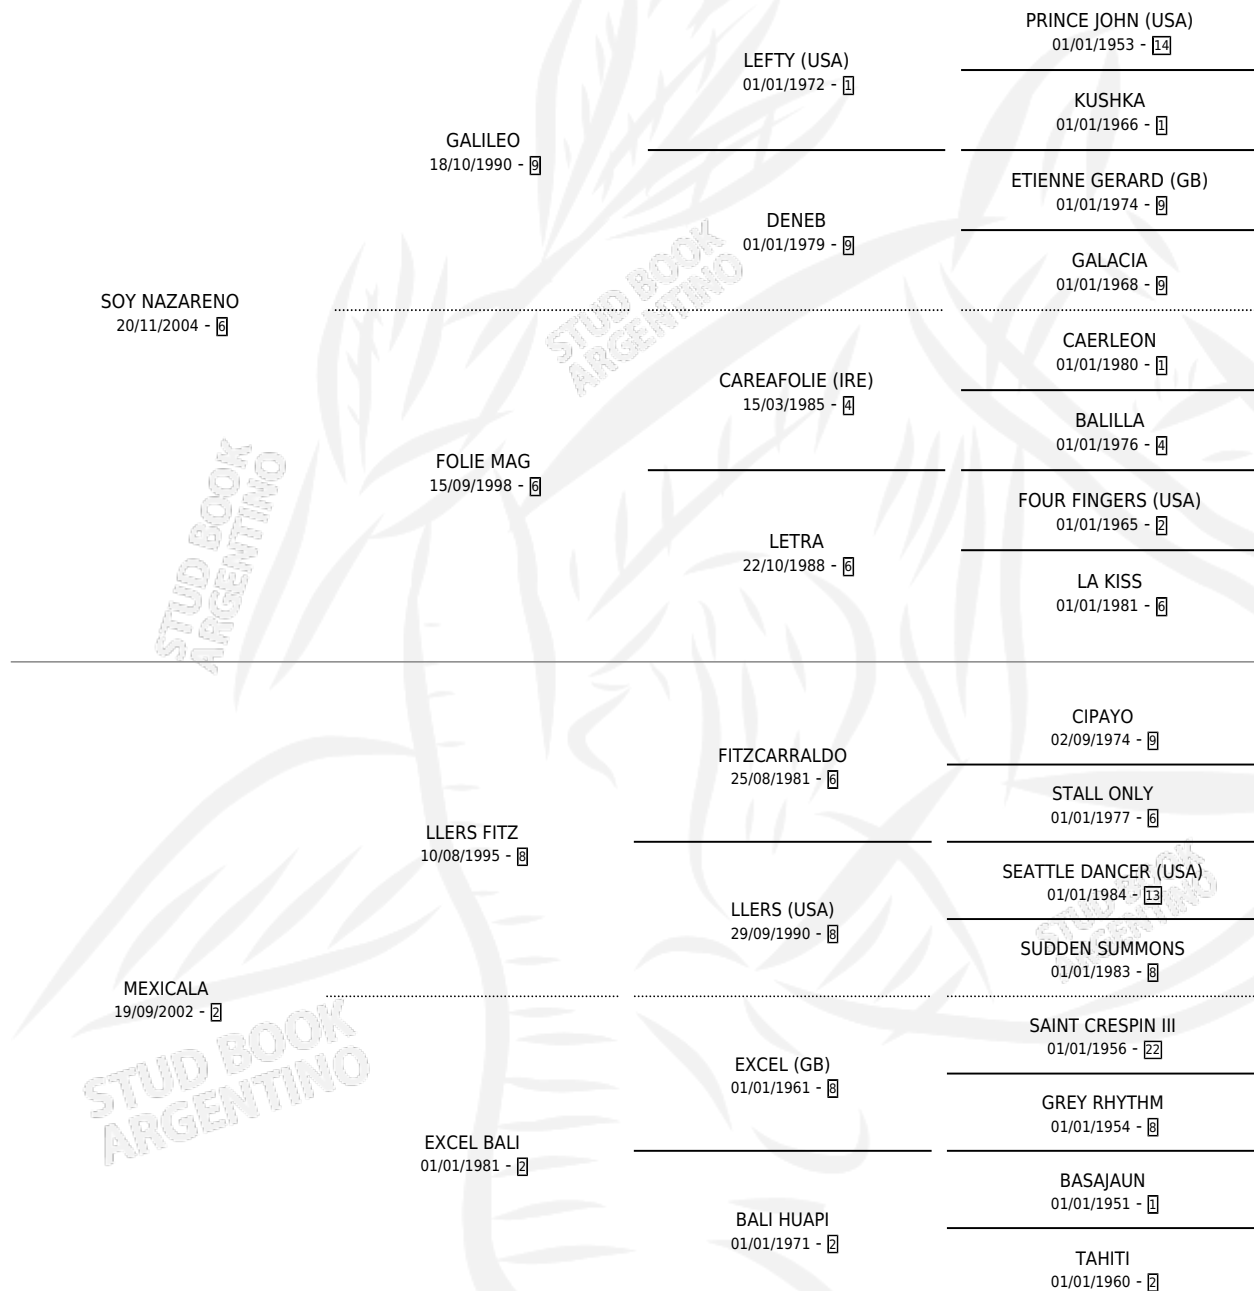 PRINCE JOHN (USA)
01/01/1953 - 14
LEFTY (USA)
01/01/1972 - 1
KUSHKA
01/01/1966 - 1
GALILEO
18/10/1990 - 9
ETIENNE GERARD (GB)
01/01/1974 - 9
DENEB
01/01/1979 - 9
GALACIA
01/01/1968 - 9
SOY NAZARENO
20/11/2004 - 6
STUD BOOK
ARGENTINO
CAERLEON
01/01/1980 - 1
CAREAFOLIE (IRE)
15/03/1985 - 4
BALILLA
01/01/1976 - 4
FOLIE MAG
15/09/1998 - 6
FOUR FINGERS (USA)
01/01/1965 - 2
LETRA
22/10/1988 - 6
LA KISS
01/01/1981 - 6
STUD BOOK
ARGENTINO
CIPAYO
02/09/1974 - 9
FITZCARRALDO
25/08/1981 - 6
STALL ONLY
01/01/1977 - 6
LLERS FITZ
10/08/1995 - 8
SEATTLE DANCER (USA)
01/01/1984 - 13
LLERS (USA)
29/09/1990 - 8
SUDDEN SUMMONS
01/01/1983 - 8
STUD BOOK
ARGENTINO
MEXICALA
19/09/2002 - 2
SAINT CRESPIN III
01/01/1956 - 22
EXCEL (GB)
01/01/1961 - 8
GREY RHYTHM
01/01/1954 - 8
STUD BOOK
ARGENTINO
EXCEL BALI
01/01/1981 - 2
BASAJAUN
01/01/1951 - 1
BALI HUAPI
01/01/1971 - 2
TAHITI
01/01/1960 - 2